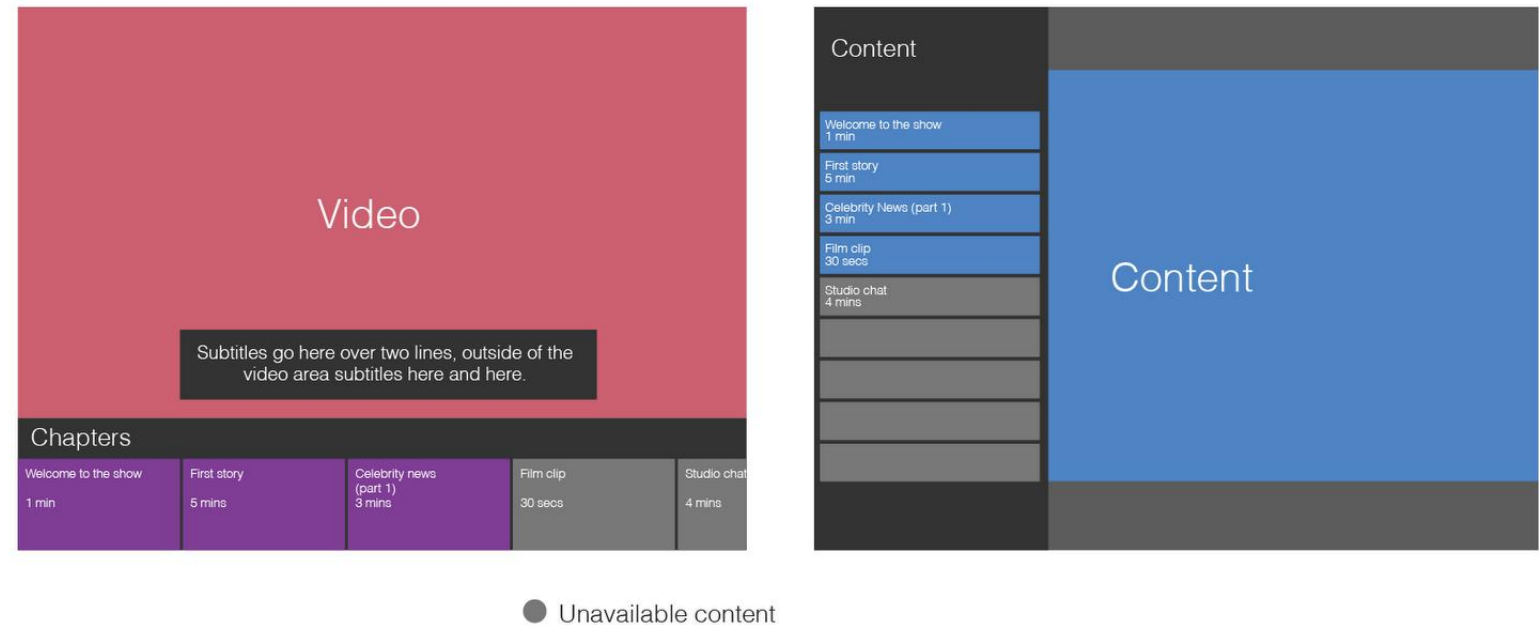 Video
Subtitles go here over two lines, outside of the
video area subtitles here and here.
Chapters
Welcome to the show
1 min
First story
5 mins
Celebrity news
(part 1)
3 mins
Film clip
30 secs
Studio chat
4 mins
Content
Welcome to the show
1 min
First story
5 min
Celebrity News (part 1)
3 min
Film clip
30 secs
Studio chat
4 mins
Content
Unavailable content